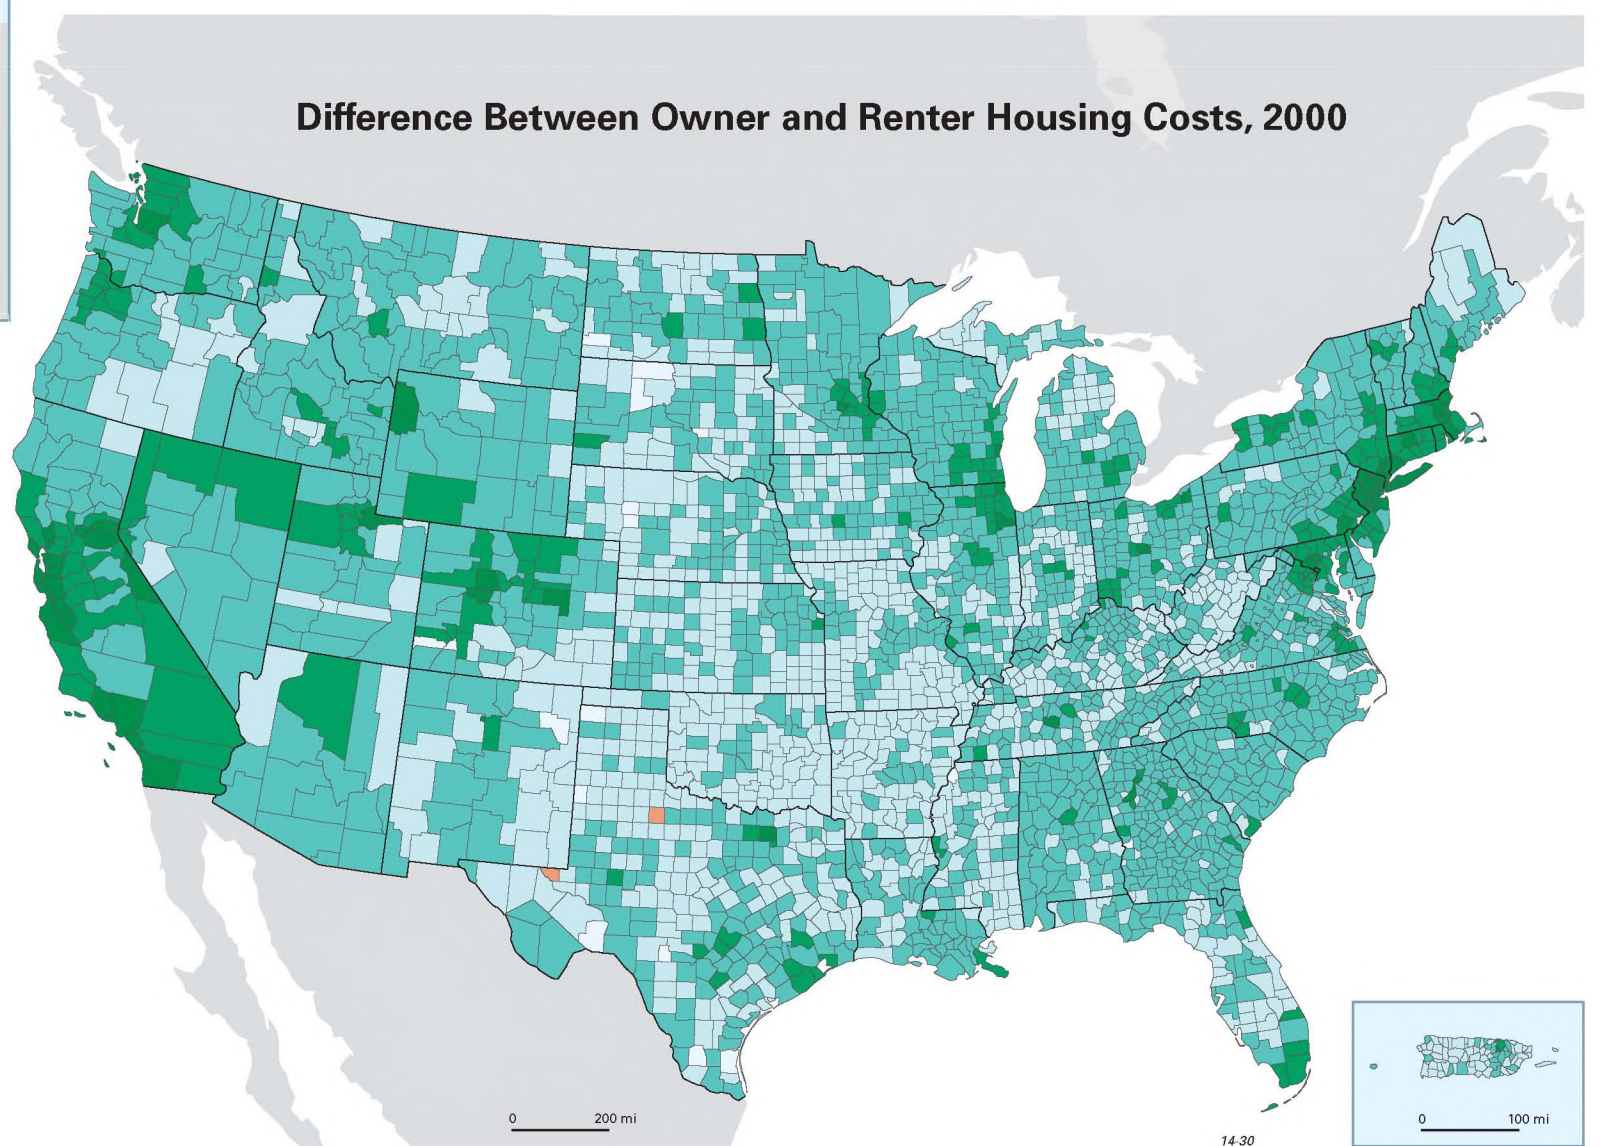 Difference Between Owner and Renter Housing Costs, 2000
0 200 mi
0 100 mi
14-30